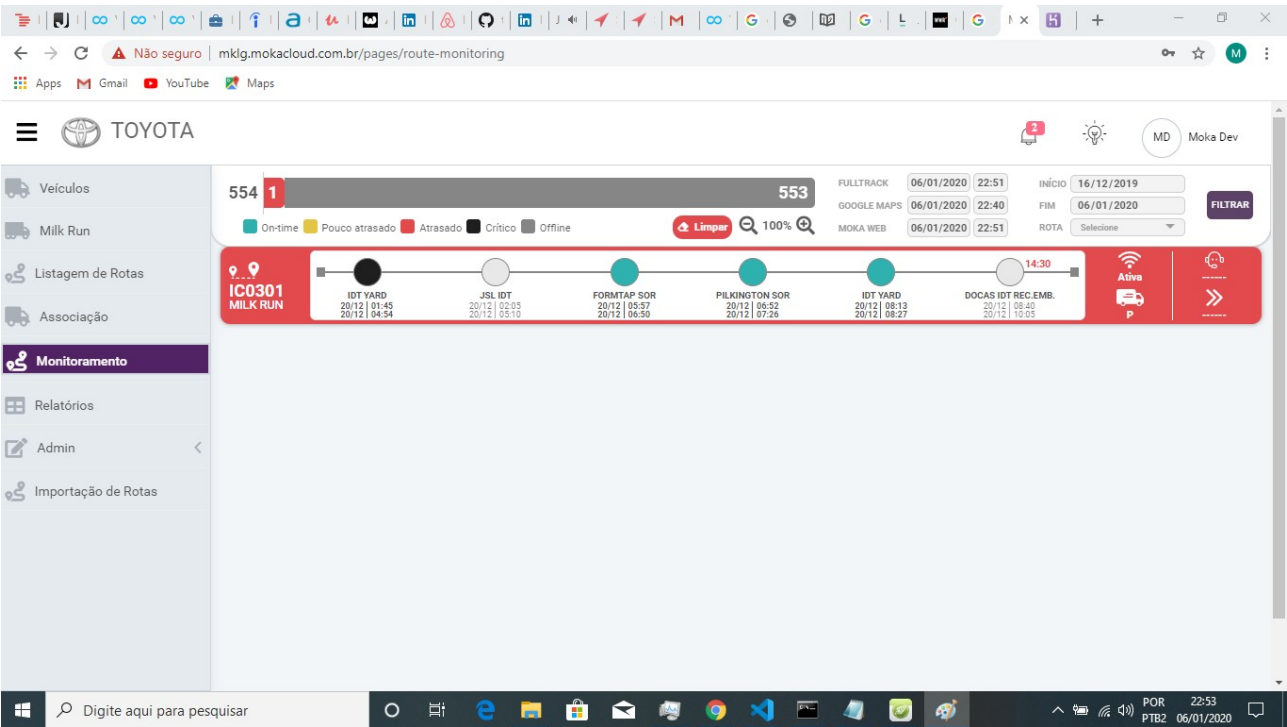 Não seguro | mklg.mokacloud.com.br/pages/route-monitoring
M
Apps Gmail YouTube Maps
TOYOTA
2
MD Moka Dev
Veículos
Milk Run
Listagem de Rotas
Associação
Monitoramento
Relatórios
Admin
Importação de Rotas
554 1 553
On-time Pouco atrasado Atrasado Crítico Offline
Limpar 100%
FULLTRACK 06/01/2020 22:51
GOOGLE MAPS 06/01/2020 22:40
MOKA WEB 06/01/2020 22:51
INÍCIO 16/12/2019
FIM 06/01/2020
ROTA Selecione
FILTRAR
IC0301
MILK RUN
IDT YARD
20/12 | 01:45
20/12 | 04:54
JSL IDT
20/12 | 02:05
20/12 | 05:10
FORMTAP SOR
20/12 | 05:57
20/12 | 06:50
PILKINGTON SOR
20/12 | 06:52
20/12 | 07:26
IDT YARD
20/12 | 08:13
20/12 | 08:27
14:30
DOCAS IDT REC.EMB.
20/12 | 08:40
20/12 | 10:05
Ativa
P
------
------
Digite aqui para pesquisar
POR
PTB2
22:53
06/01/2020